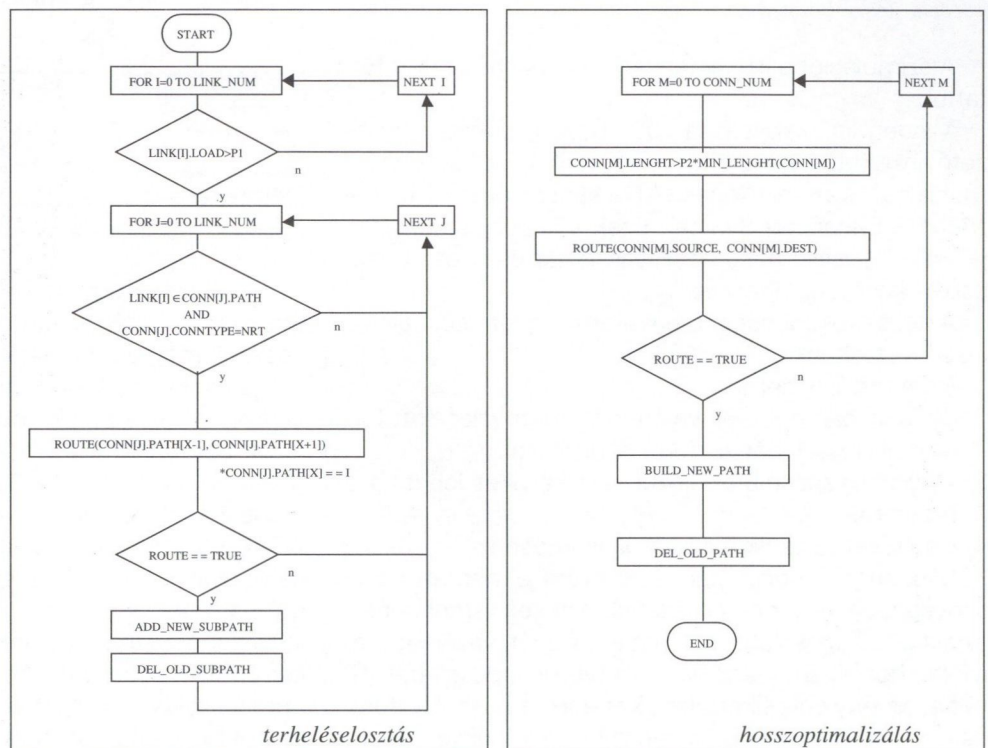 START
FOR I=0 TO LINK_NUM
NEXT I
LINK[I].LOAD>P1
n
y
FOR J=0 TO LINK_NUM
NEXT J
LINK[I]∈CONN[J].PATH
AND
CONN[J].CONNTYPE=NRT
n
y
ROUTE(CONN[J].PATH[X-1], CONN[J].PATH[X+1])
*CONN[J].PATH[X] == I
ROUTE == TRUE
n
y
ADD_NEW_SUBPATH
DEL_OLD_SUBPATH
terheléselosztás
FOR M=0 TO CONN_NUM
NEXT M
CONN[M].LENGHT>P2*MIN_LENGHT(CONN[M])
ROUTE(CONN[M].SOURCE, CONN[M].DEST)
ROUTE == TRUE
n
y
BUILD_NEW_PATH
DEL_OLD_PATH
END
hosszoptimalizálás